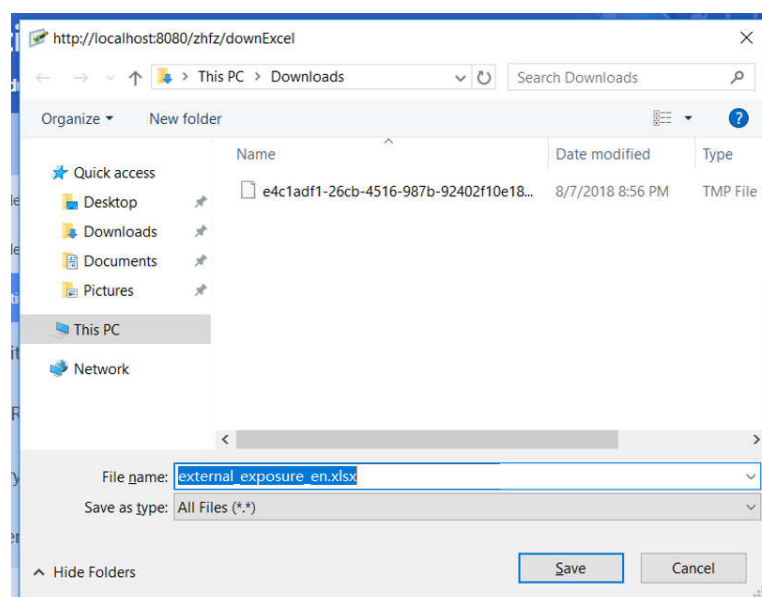 http://localhost:8080/zhfz/downExcel
This PC > Downloads
Search Downloads
Organize
New folder
?
Name
Date modified
Type
e4c1adf1-26cb-4516-987b-92402f10e18...
8/7/2018 8:56 PM
TMP File
Quick access
Desktop
Downloads
Documents
Pictures
This PC
Network
File name: external_exposure_en.xlsx
Save as type: All Files (*.*)
Hide Folders
Save
Cancel